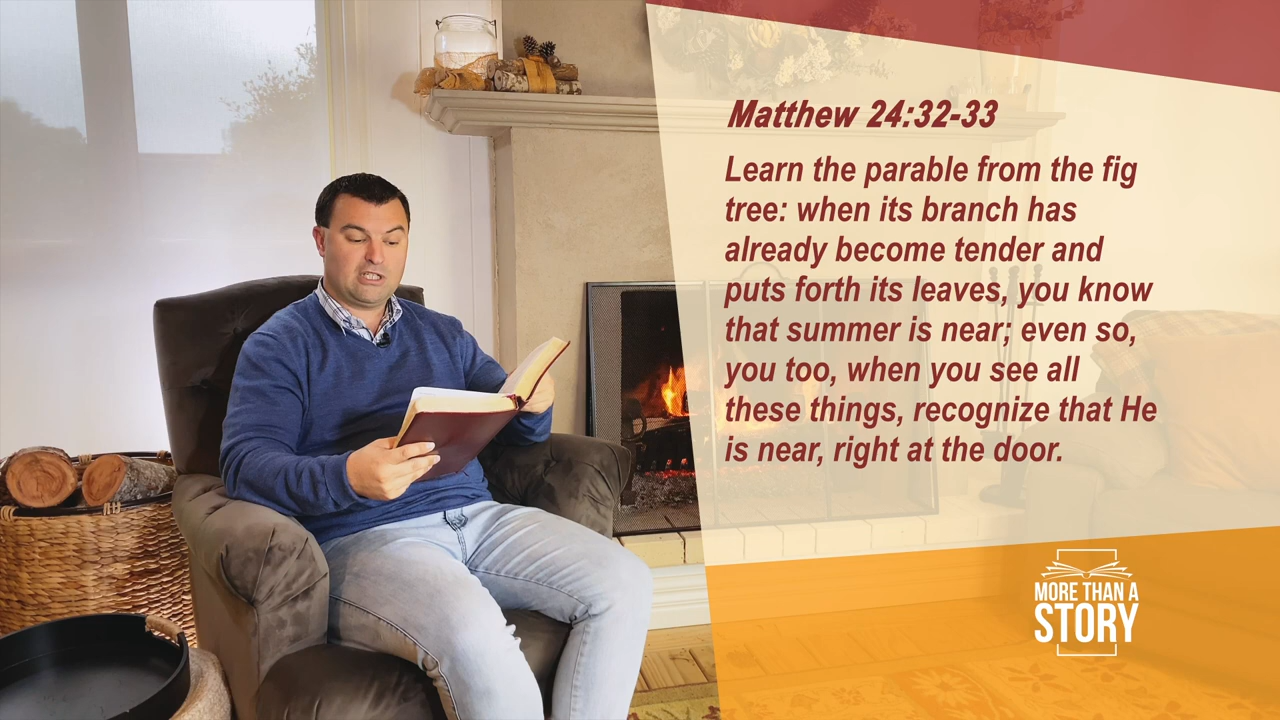 Matthew 24:32-33
Learn the parable from the fig
tree: when its branch has
already become tender and
puts forth its leaves, you know
that summer is near; even so,
you too, when you see all
these things, recognize that He
is near, right at the door.
MORE THAN A
STORY